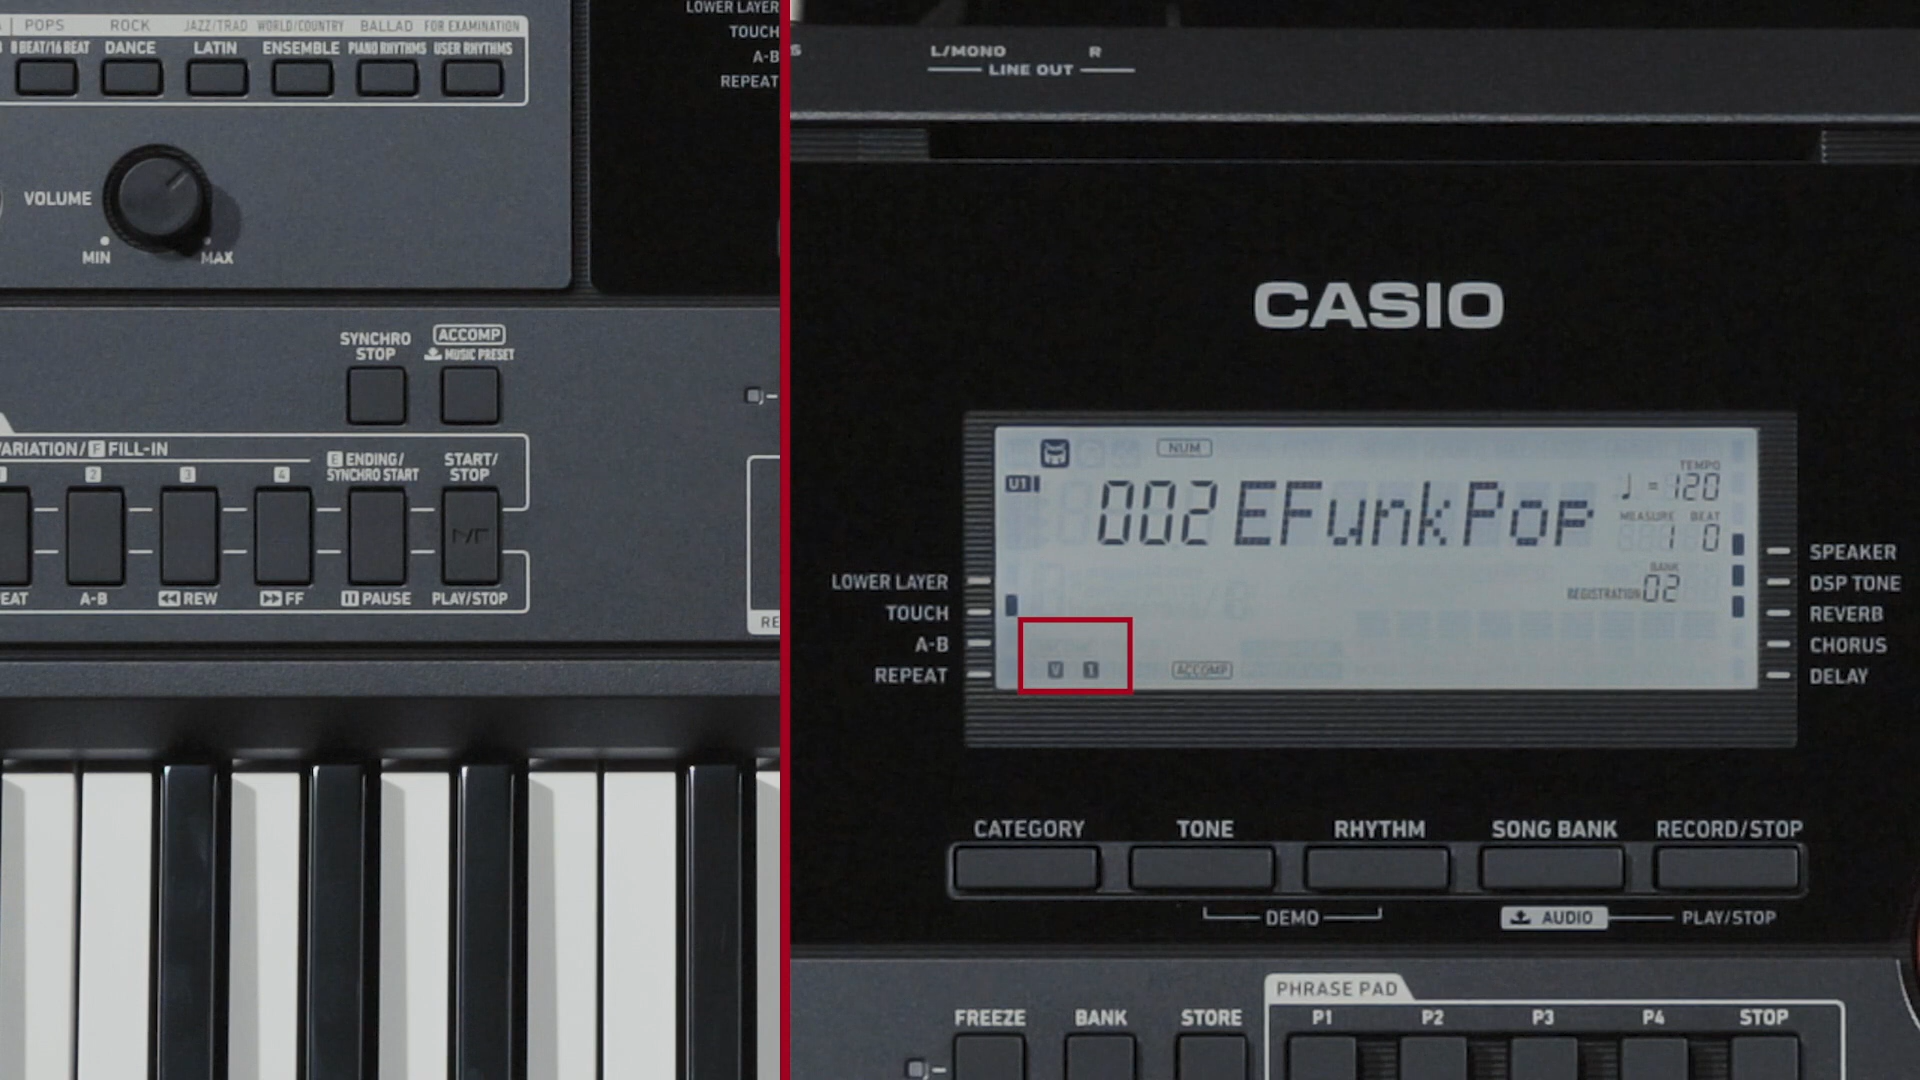 POPS ROCK JAZZ/TRAD WORLD/COUNTRY BALLAD FOR EXAMINATION
8 BEAT/16 BEAT DANCE LATIN ENSEMBLE PIANO RHYTHMS USER RHYTHMS
VOLUME
MIN MAX
SYNCHRO STOP
ACCOMP
MUSIC PRESET
VARIATION/ F FILL-IN
2 3 4
E ENDING/
SYNCHRO START
START/
STOP
A-B REW FF PAUSE PLAY/STOP
LOWER LAYER
TOUCH
A-B
REPEAT
L/MONO R
LINE OUT
CASIO
NUM
U1
002 EFunkPop
TEMPO
=120
MEASURE BEAT
1 0
BANK
REGISTRATION 02
V 1 ACCOMP
LOWER LAYER
TOUCH
A-B
REPEAT
SPEAKER
DSP TONE
REVERB
CHORUS
DELAY
CATEGORY TONE RHYTHM SONG BANK RECORD/STOP
DEMO AUDIO PLAY/STOP
PHRASE PAD
FREEZE BANK STORE P1 P2 P3 P4 STOP